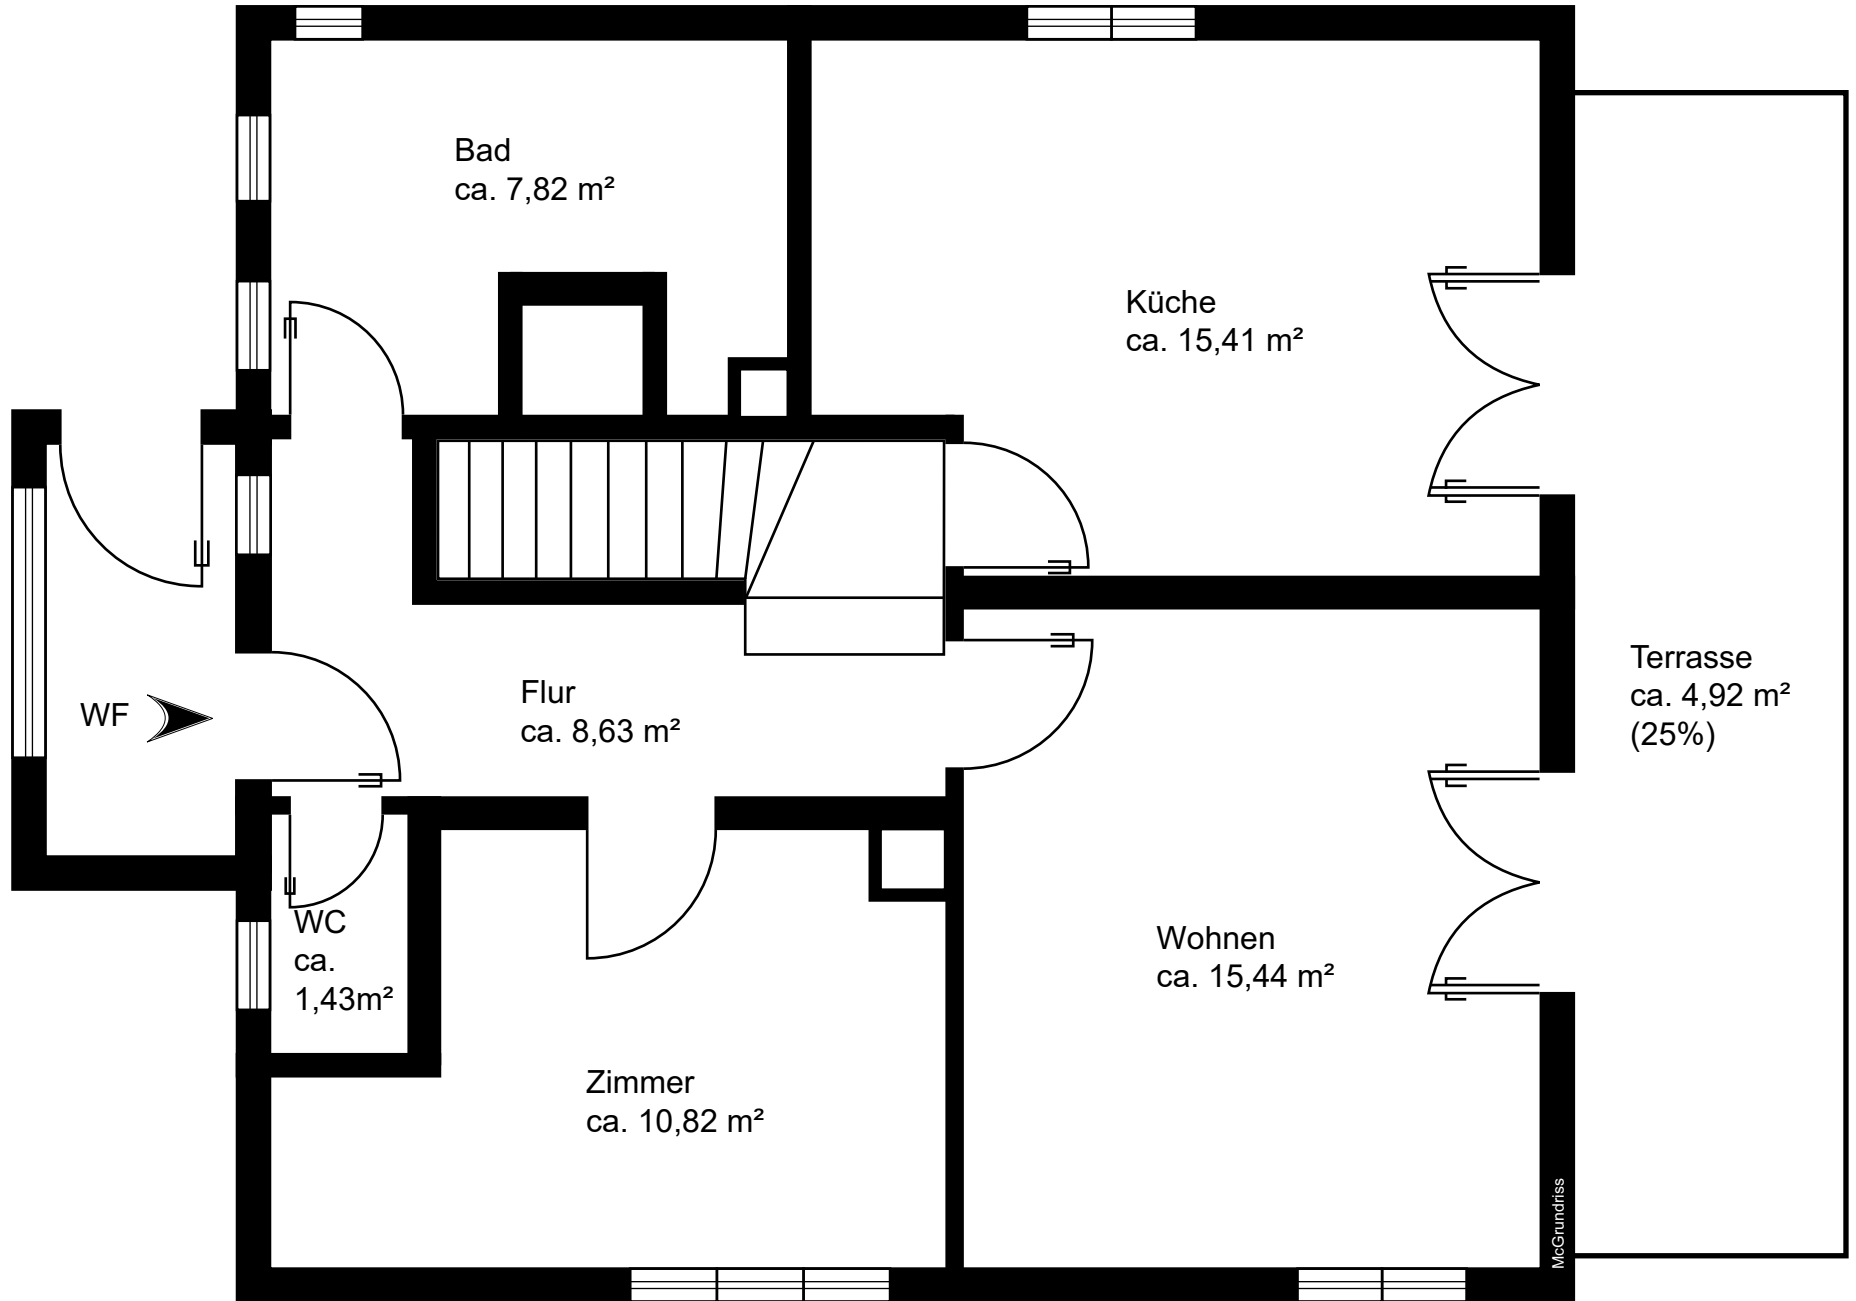 Bad
ca. 7,82 m²
Küche
ca. 15,41 m²
Flur
ca. 8,63 m²
WF
Terrasse
ca. 4,92 m²
(25%)
WC
ca.
1,43m²
Wohnen
ca. 15,44 m²
Zimmer
ca. 10,82 m²
McGrundriss